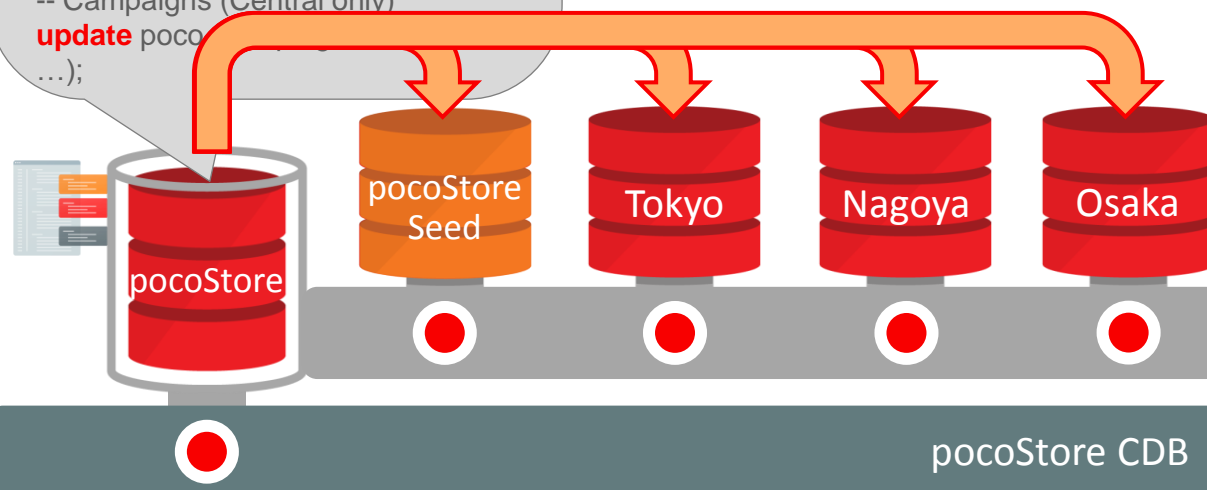 -- Campaigns (Central only)
update poco
…);
pocoStore
pocoStore
Seed
Tokyo
Nagoya
Osaka
pocoStore CDB